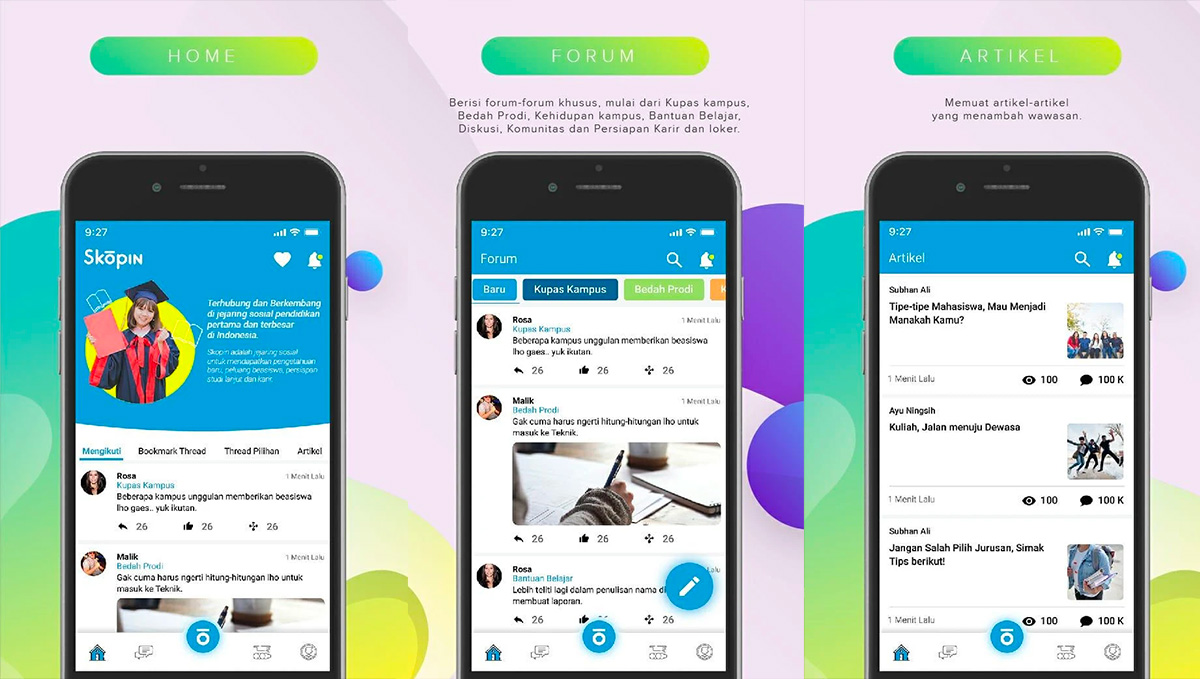 HOME
9:27
Skōpin
Terhubung dan Berkembang
di jejaring sosial pendidikan
pertama dan terbesar
di Indonesia.
Skopin adalah jejaring sosial
untuk mendapatkan pengetahuan
baru, peluang beasiswa, persiapan
studi lanjut dan karir.
Mengikuti Bookmark Thread Thread Pilihan Artikel
Rosa 1 Menit Lalu
Kupas Kampus
Beberapa kampus unggulan memberikan beasiswa
lho gaes.. yuk ikutan.
26 26 26
Malik 1 Menit Lalu
Bedah Prodi
Gak cuma harus ngerti hitung-hitungan lho untuk
masuk ke Teknik.
ō
FORUM
Berisi forum-forum khusus, mulai dari Kupas kampus,
Bedah Prodi, Kehidupan kampus, Bantuan Belajar,
Diskusi, Komunitas dan Persiapan Karir dan loker.
9:27
Forum
Baru Kupas Kampus Bedah Prodi K
Rosa 1 Menit Lalu
Kupas Kampus
Beberapa kampus unggulan memberikan beasiswa
lho gaes.. yuk ikutan.
26 26 26
Malik 1 Menit Lalu
Bedah Prodi
Gak cuma harus ngerti hitung-hitungan lho untuk
masuk ke Teknik.
26 26 26
Rosa Lalu
Bantuan Belajar
Lebih teliti lagi dalam penulisan nama di
membuat laporan.
26 26
ō
ARTIKEL
Memuat artikel-artikel
yang menambah wawasan.
9:27
Artikel
Subhan Ali
Tipe-tipe Mahasiswa, Mau Menjadi
Manakah Kamu?
1 Menit Lalu 100 100 K
Ayu Ningsih
Kuliah, Jalan menuju Dewasa
1 Menit Lalu 100 100 K
Subhan Ali
Jangan Salah Pilih Jurusan, Simak
Tips berikut!
1 Menit Lalu 100 100 K
ō